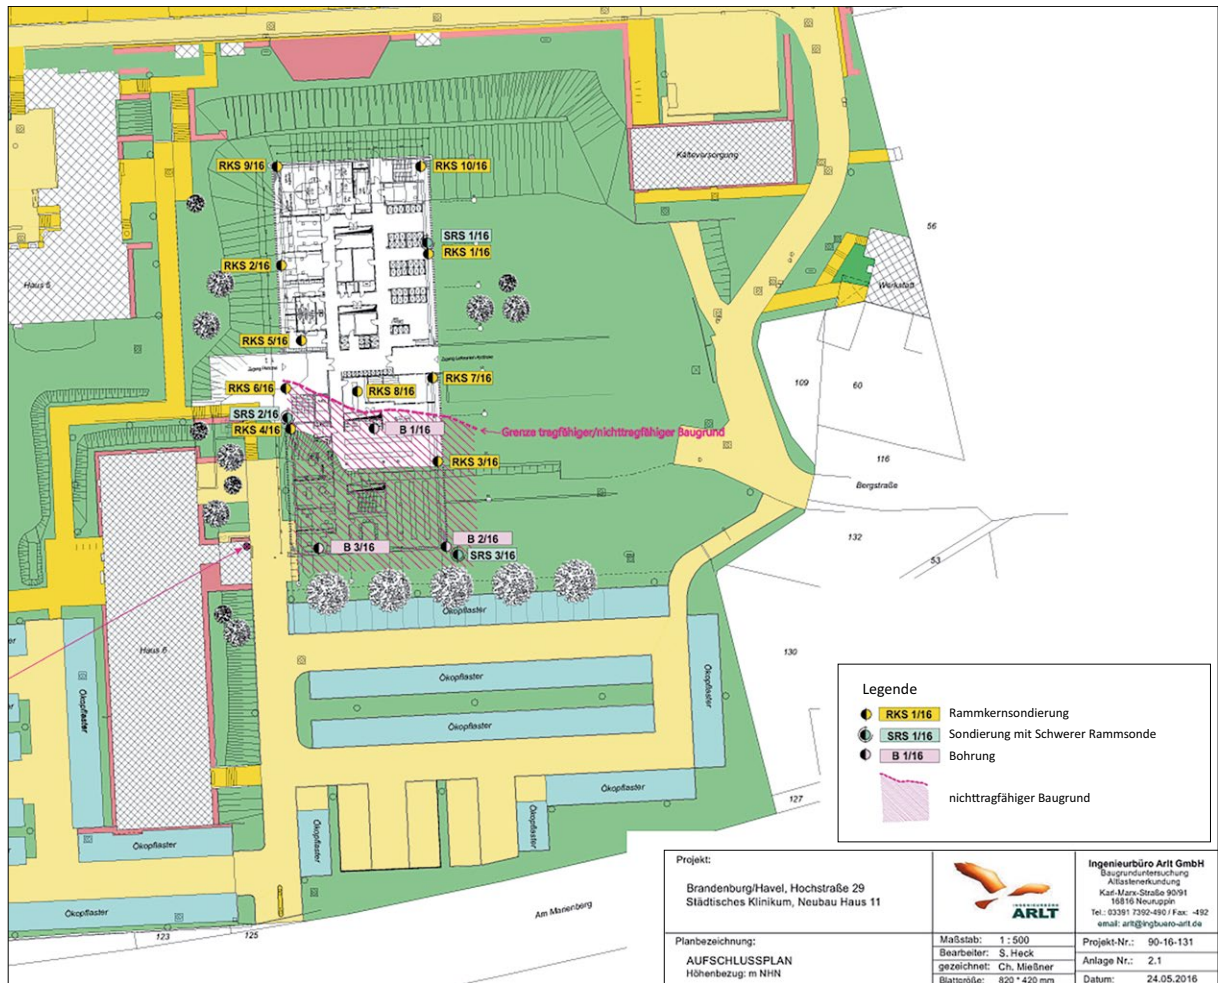 Kälteversorgung
RKS 9/16
RKS 10/16
SRS 1/16
RKS 1/16
RKS 2/16
56
Haus 5
Werkstatt
RKS 5/16
RKS 6/16
RKS 8/16
RKS 7/16
109
60
SRS 2/16
RKS 4/16
B 1/16
Grenze tragfähiger/nichttragfähiger Baugrund
RKS 3/16
116
Bergstraße
B 3/16
B 2/16
SRS 3/16
132
53
Ökopflaster
Haus 6
130
Ökopflaster
Ökopflaster
Ökopflaster
Ökopflaster
Ökopflaster
Ökopflaster
Ökopflaster
Ökopflaster
Ökopflaster
Ökopflaster
127
Am Marienberg
123
125
Legende
RKS 1/16 Rammkernsondierung
SRS 1/16 Sondierung mit Schwerer Rammsonde
B 1/16 Bohrung
nichttragfähiger Baugrund
Projekt:
Brandenburg/Havel, Hochstraße 29
Städtisches Klinikum, Neubau Haus 11
Planbezeichnung:
AUFSCHLUSSPLAN
Höhenbezug: m NHN
INGENIEURBÜRO
ARLT
Maßstab: 1 : 500
Bearbeiter: S. Heck
gezeichnet: Ch. Mießner
Blattgröße: 820 * 420 mm
Ingenieurbüro Arlt GmbH
Baugrunduntersuchung
Altlastenerkundung
Karl-Marx-Straße 90/91
16816 Neuruppin
Tel.: 03391 7392-490 / Fax: -492
email: arlt@ingbuero-arlt.de
Projekt-Nr.: 90-16-131
Anlage Nr.: 2.1
Datum: 24.05.2016